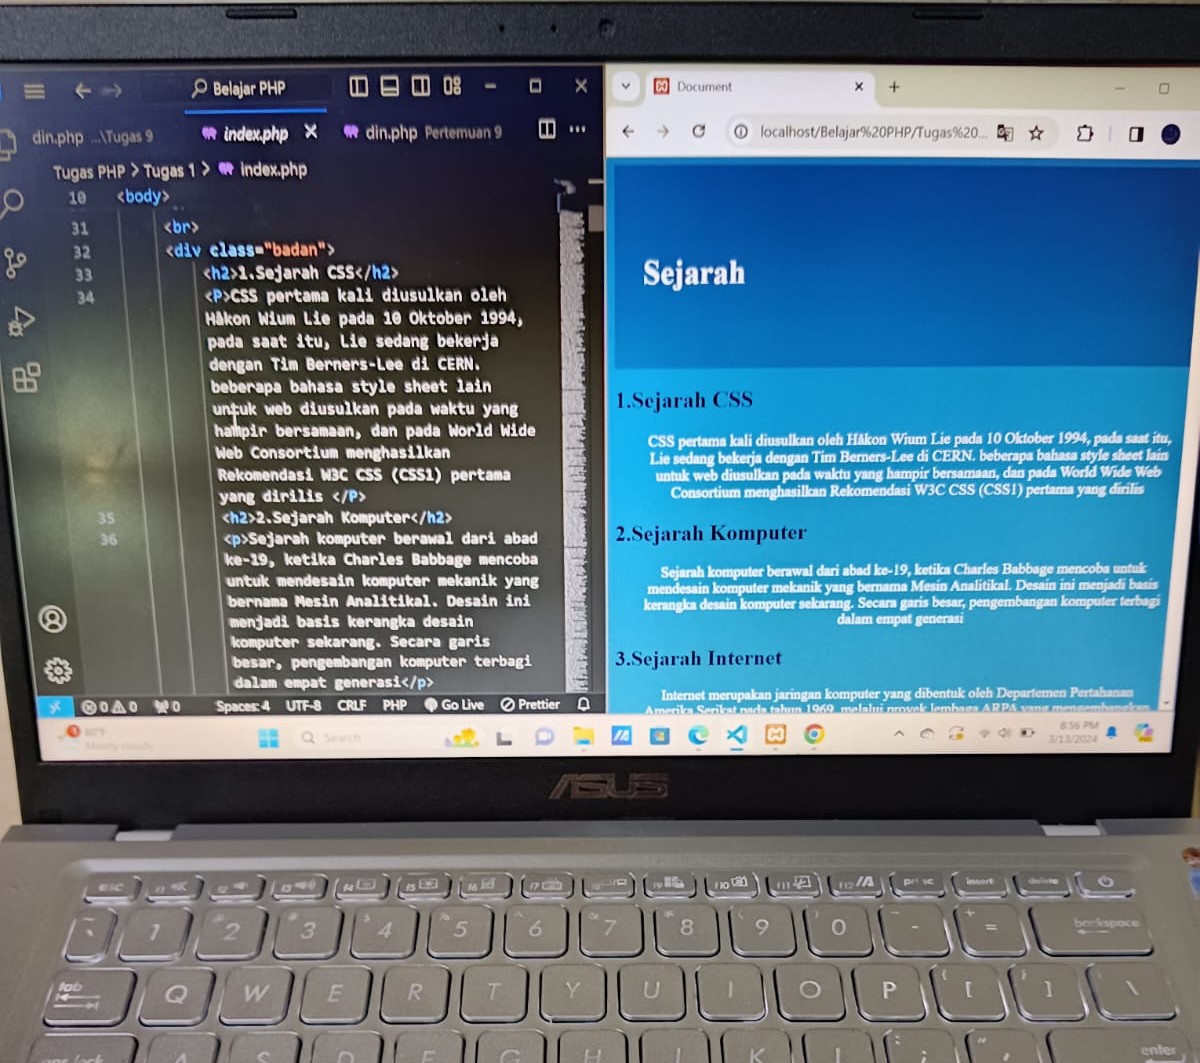 Belajar PHP
din.php ...\Tugas 9
index.php
din.php Pertemuan 9
Tugas PHP > Tugas 1 > index.php
10 <body>
31 <br>
32 <div class="badan">
33 <h2>1.Sejarah CSS</h2>
34 <P>CSS pertama kali diusulkan oleh
Håkon Wium Lie pada 10 Oktober 1994,
pada saat itu, Lie sedang bekerja
dengan Tim Berners-Lee di CERN.
beberapa bahasa style sheet lain
untuk web diusulkan pada waktu yang
hampir bersamaan, dan pada World Wide
Web Consortium menghasilkan
Rekomendasi W3C CSS (CSS1) pertama
yang dirilis </P>
35 <h2>2.Sejarah Komputer</h2>
36 <p>Sejarah komputer berawal dari abad
ke-19, ketika Charles Babbage mencoba
untuk mendesain komputer mekanik yang
bernama Mesin Analitikal. Desain ini
menjadi basis kerangka desain
komputer sekarang. Secara garis
besar, pengembangan komputer terbagi
dalam empat generasi</p>
0 0 0 Spaces: 4 UTF-8 CRLF PHP Go Live Prettier
Document
localhost/Belajar%20PHP/Tugas%20...
Sejarah
1.Sejarah CSS
CSS pertama kali diusulkan oleh Håkon Wium Lie pada 10 Oktober 1994, pada saat itu,
Lie sedang bekerja dengan Tim Berners-Lee di CERN. beberapa bahasa style sheet lain
untuk web diusulkan pada waktu yang hampir bersamaan, dan pada World Wide Web
Consortium menghasilkan Rekomendasi W3C CSS (CSS1) pertama yang dirilis
2.Sejarah Komputer
Sejarah komputer berawal dari abad ke-19, ketika Charles Babbage mencoba untuk
mendesain komputer mekanik yang bernama Mesin Analitikal. Desain ini menjadi basis
kerangka desain komputer sekarang. Secara garis besar, pengembangan komputer terbagi
dalam empat generasi
3.Sejarah Internet
Internet merupakan jaringan komputer yang dibentuk oleh Departemen Pertahanan
Amerika Serikat pada tahun 1969, melalui proyek lembaga ARPA yang mengembangkan
80°F
Mostly cloudy
Search
8:56 PM
3/13/2024
ASUS
esc f1 f2 f3 f4 f5 f6 f7 f8 f9 f10 f11 f12 prt sc insert delete
1 2 3 4 5 6 7 8 9 0 - = backspace
tab Q W E R T Y U I O P [ ] \
caps lock A S D F G H J K L ; enter